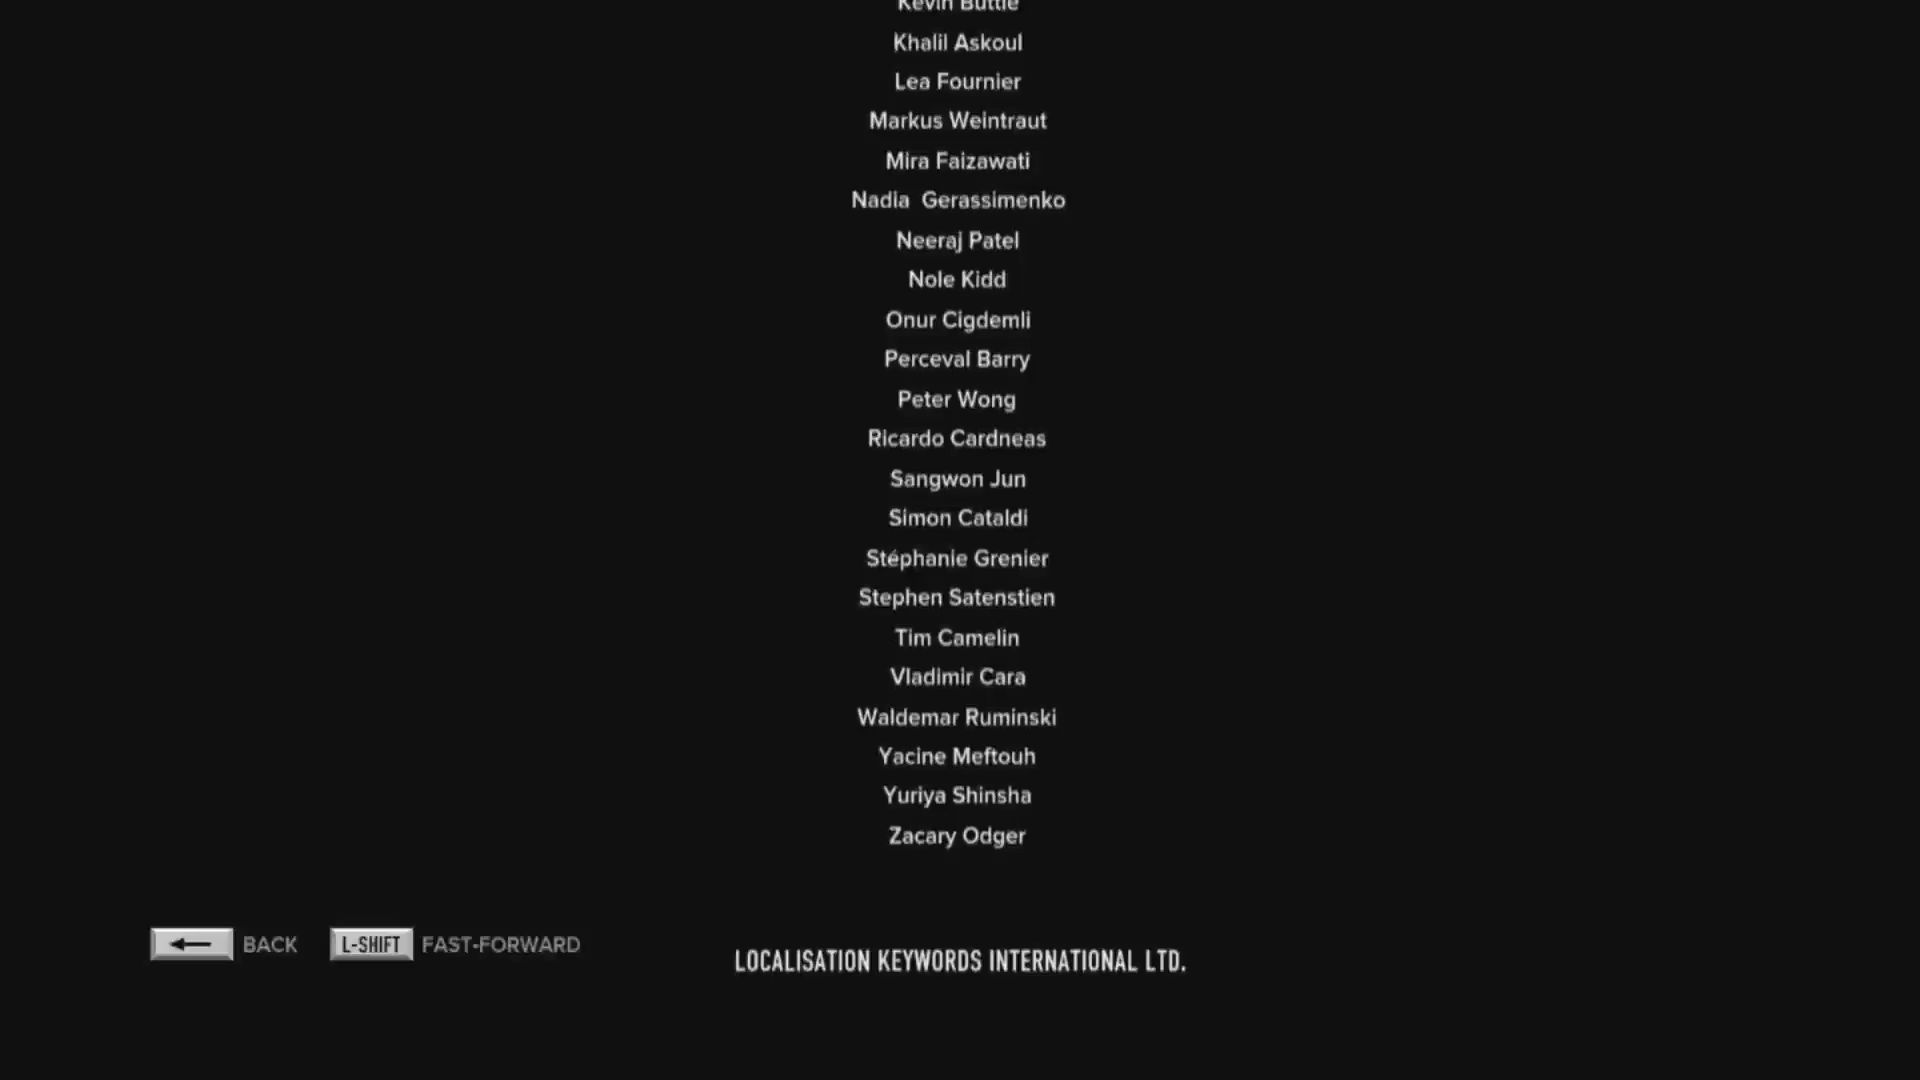 Kevin Buttle
Khalil Askoul
Lea Fournier
Markus Weintraut
Mira Faizawati
Nadia  Gerassimenko
Neeraj Patel
Nole Kidd
Onur Cigdemli
Perceval Barry
Peter Wong
Ricardo Cardneas
Sangwon Jun
Simon Cataldi
Stéphanie Grenier
Stephen Satenstien
Tim Camelin
Vladimir Cara
Waldemar Ruminski
Yacine Meftouh
Yuriya Shinsha
Zacary Odger
BACK L-SHIFT FAST-FORWARD
LOCALISATION KEYWORDS INTERNATIONAL LTD.